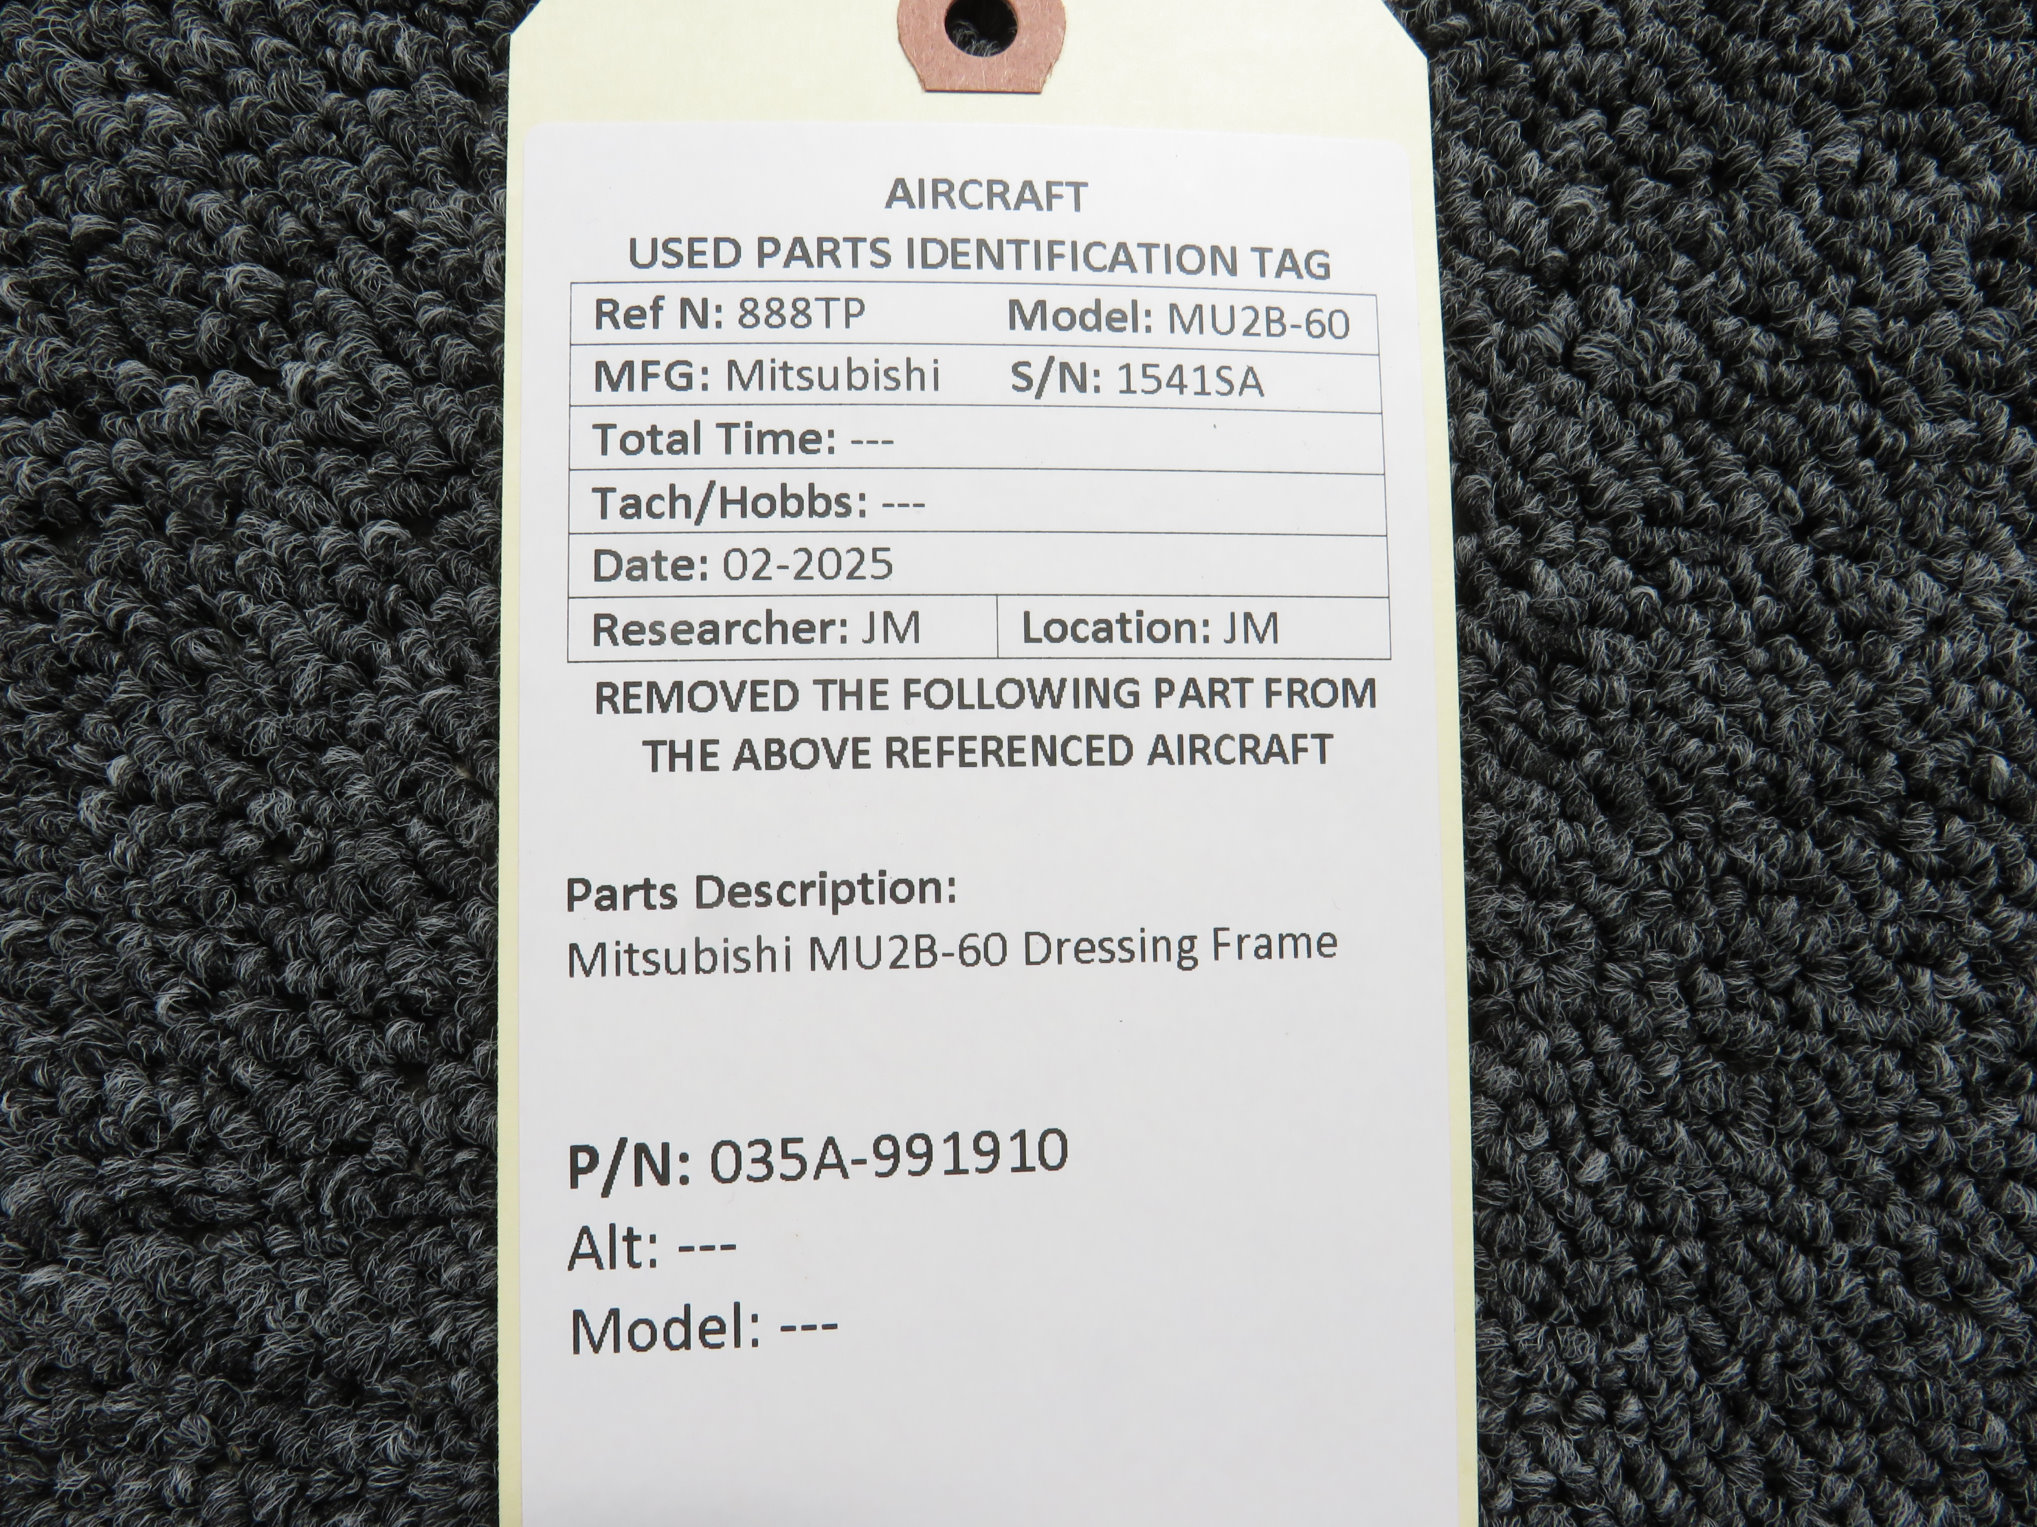 AIRCRAFT
USED PARTS IDENTIFICATION TAG
Ref N: 888TP Model: MU2B-60
MFG: Mitsubishi S/N: 1541SA
Total Time: ---
Tach/Hobbs: ---
Date: 02-2025
Researcher: JM Location: JM
REMOVED THE FOLLOWING PART FROM
THE ABOVE REFERENCED AIRCRAFT
Parts Description:
Mitsubishi MU2B-60 Dressing Frame
P/N: 035A-991910
Alt: ---
Model: ---